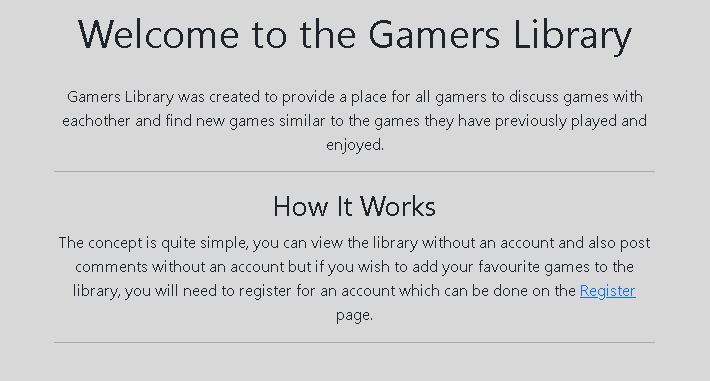 Welcome to the Gamers Library
Gamers Library was created to provide a place for all gamers to discuss games with
eachother and find new games similar to the games they have previously played and
enjoyed.
How It Works
The concept is quite simple, you can view the library without an account and also post
comments without an account but if you wish to add your favourite games to the
library, you will need to register for an account which can be done on the Register
page.